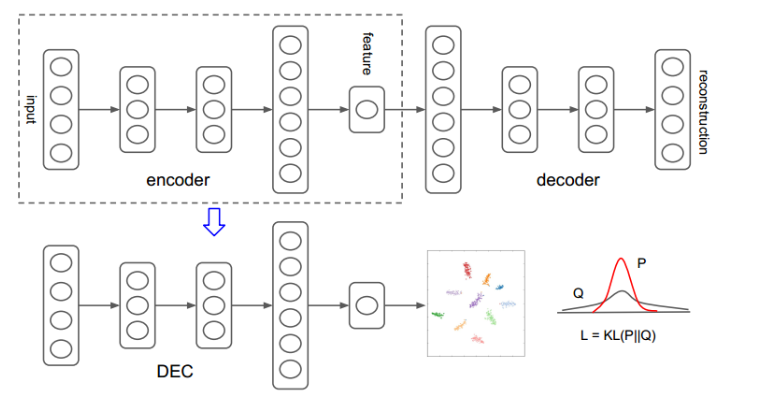 input
feature
encoder
decoder
reconstruction
DEC
P
Q
L = KL(P||Q)